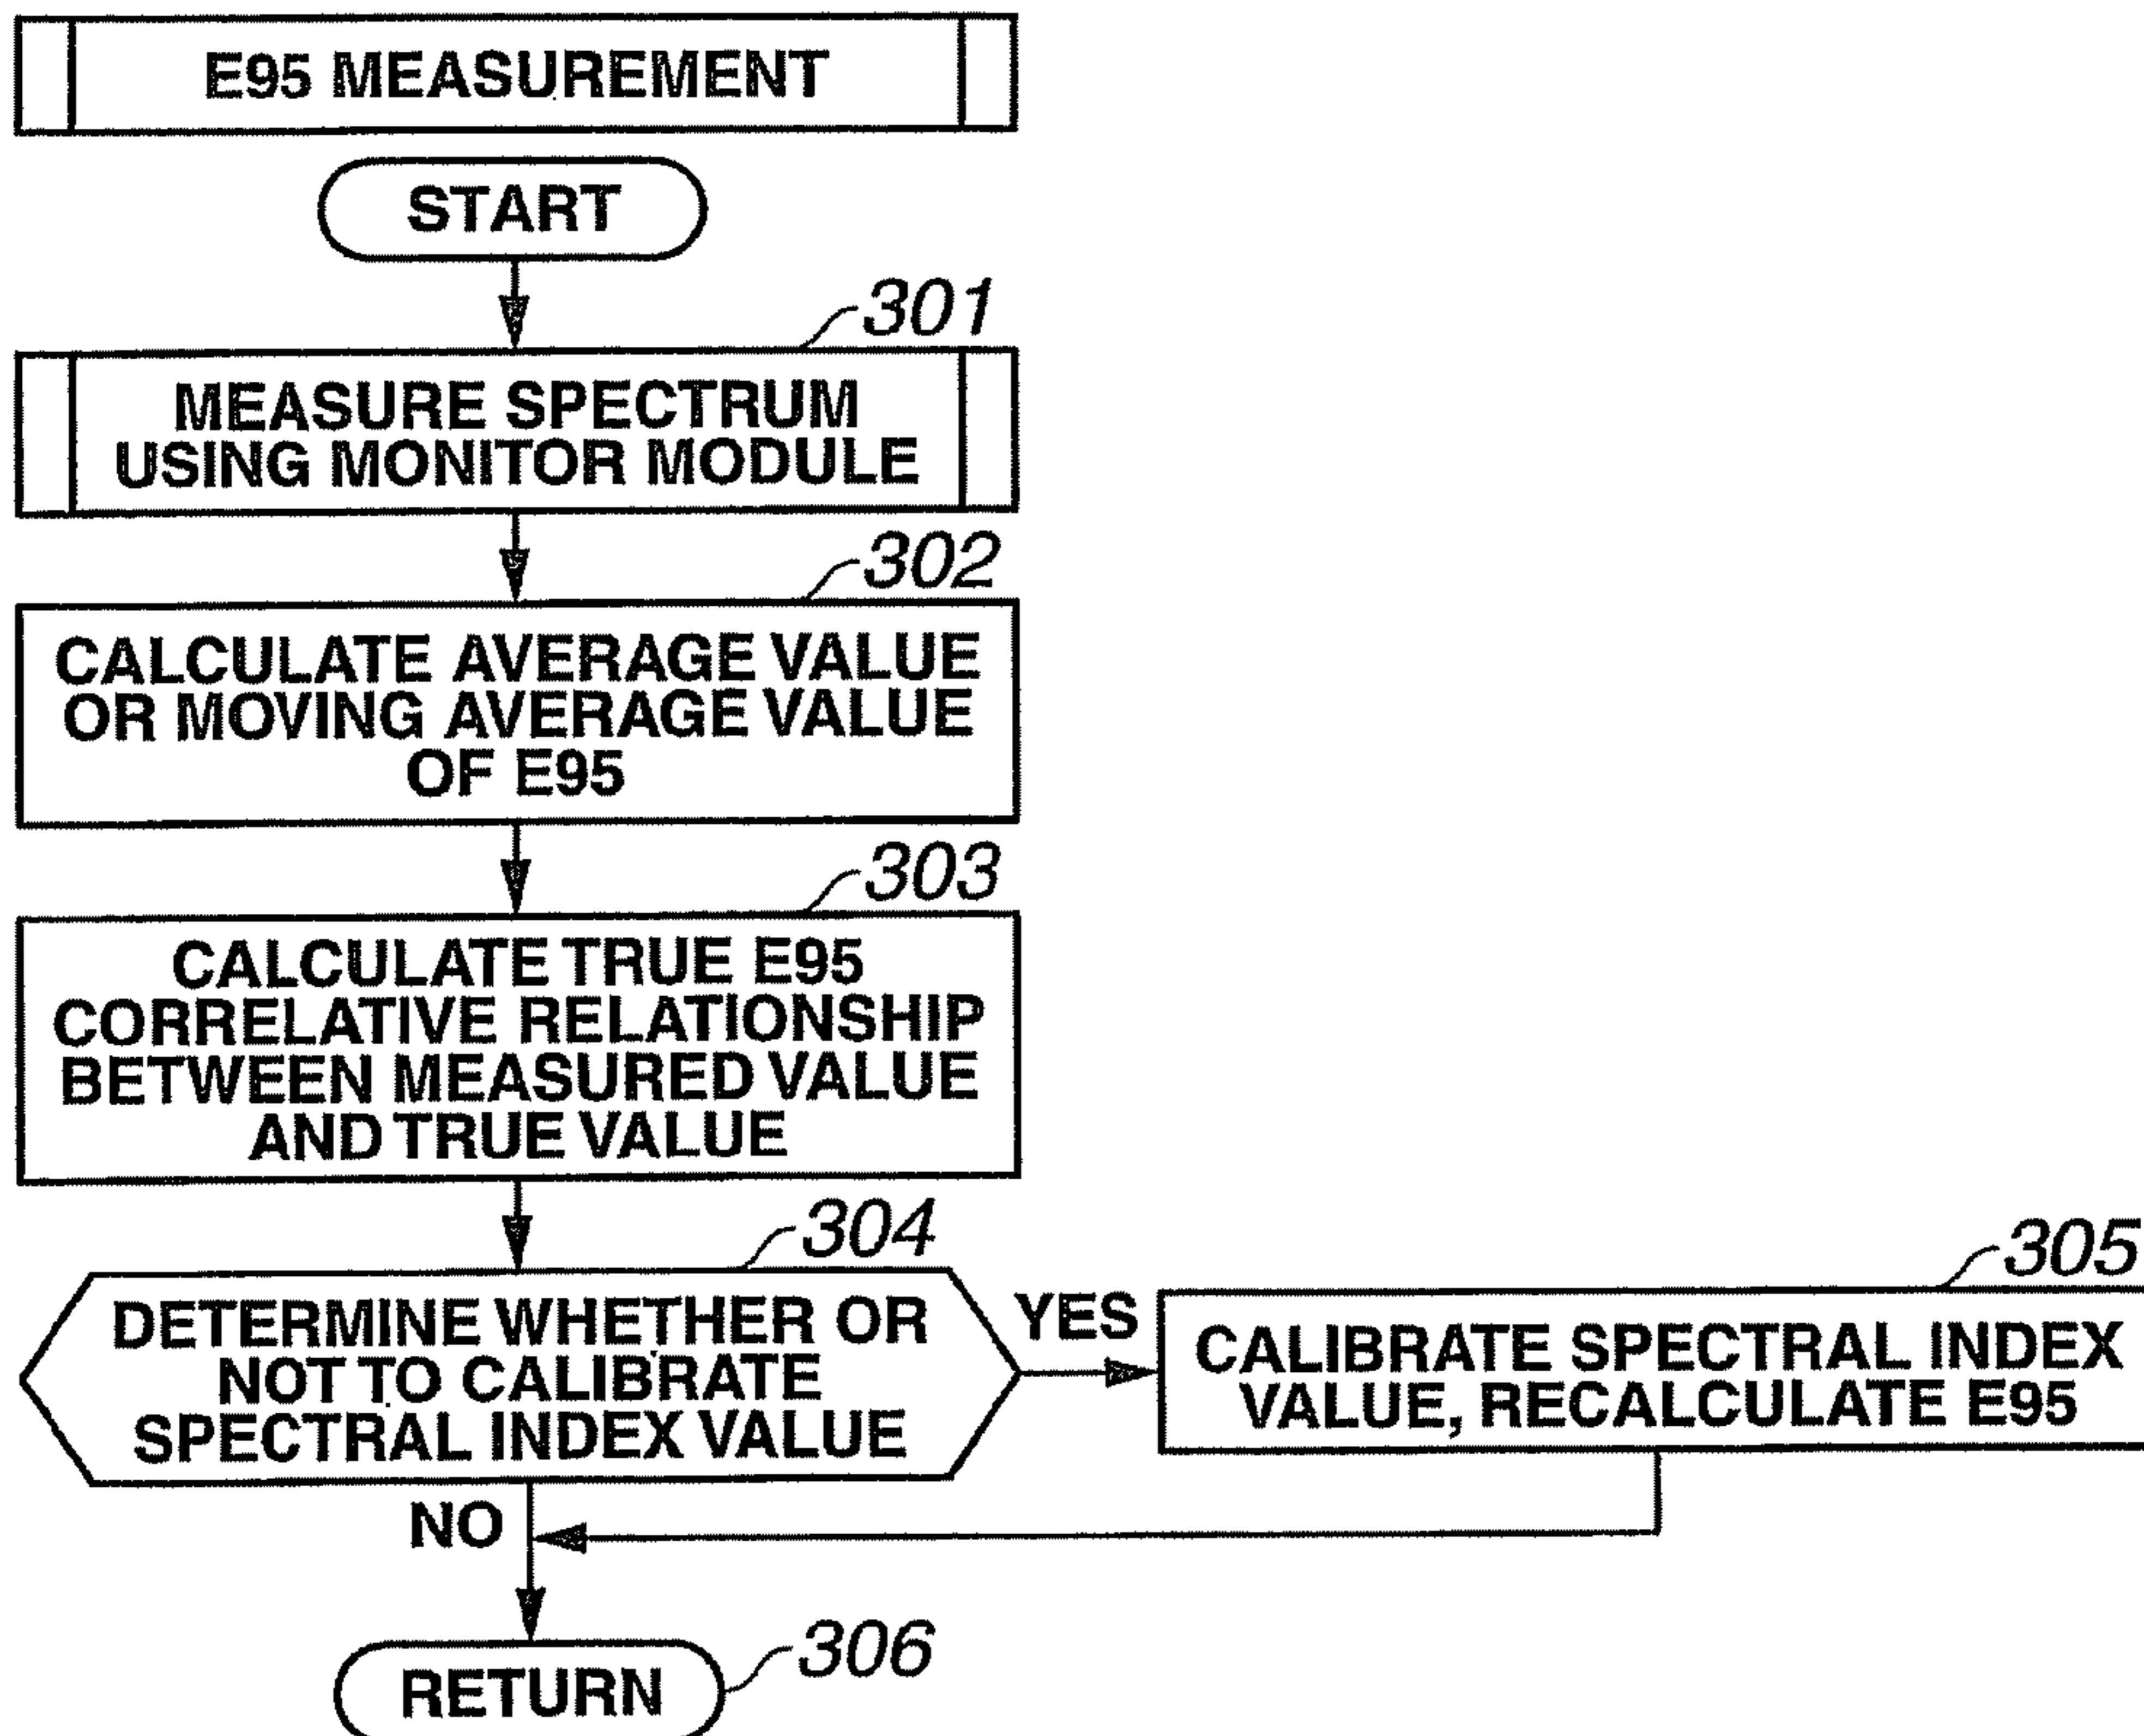 E95 MEASUREMENT
START
301
MEASURE SPECTRUM
USING MONITOR MODULE
302
CALCULATE AVERAGE VALUE
OR MOVING AVERAGE VALUE
OF E95
303
CALCULATE TRUE E95
CORRELATIVE RELATIONSHIP
BETWEEN MEASURED VALUE
AND TRUE VALUE
304
DETERMINE WHETHER OR
NOT TO CALIBRATE
SPECTRAL INDEX VALUE
YES
305
CALIBRATE SPECTRAL INDEX
VALUE, RECALCULATE E95
NO
306
RETURN